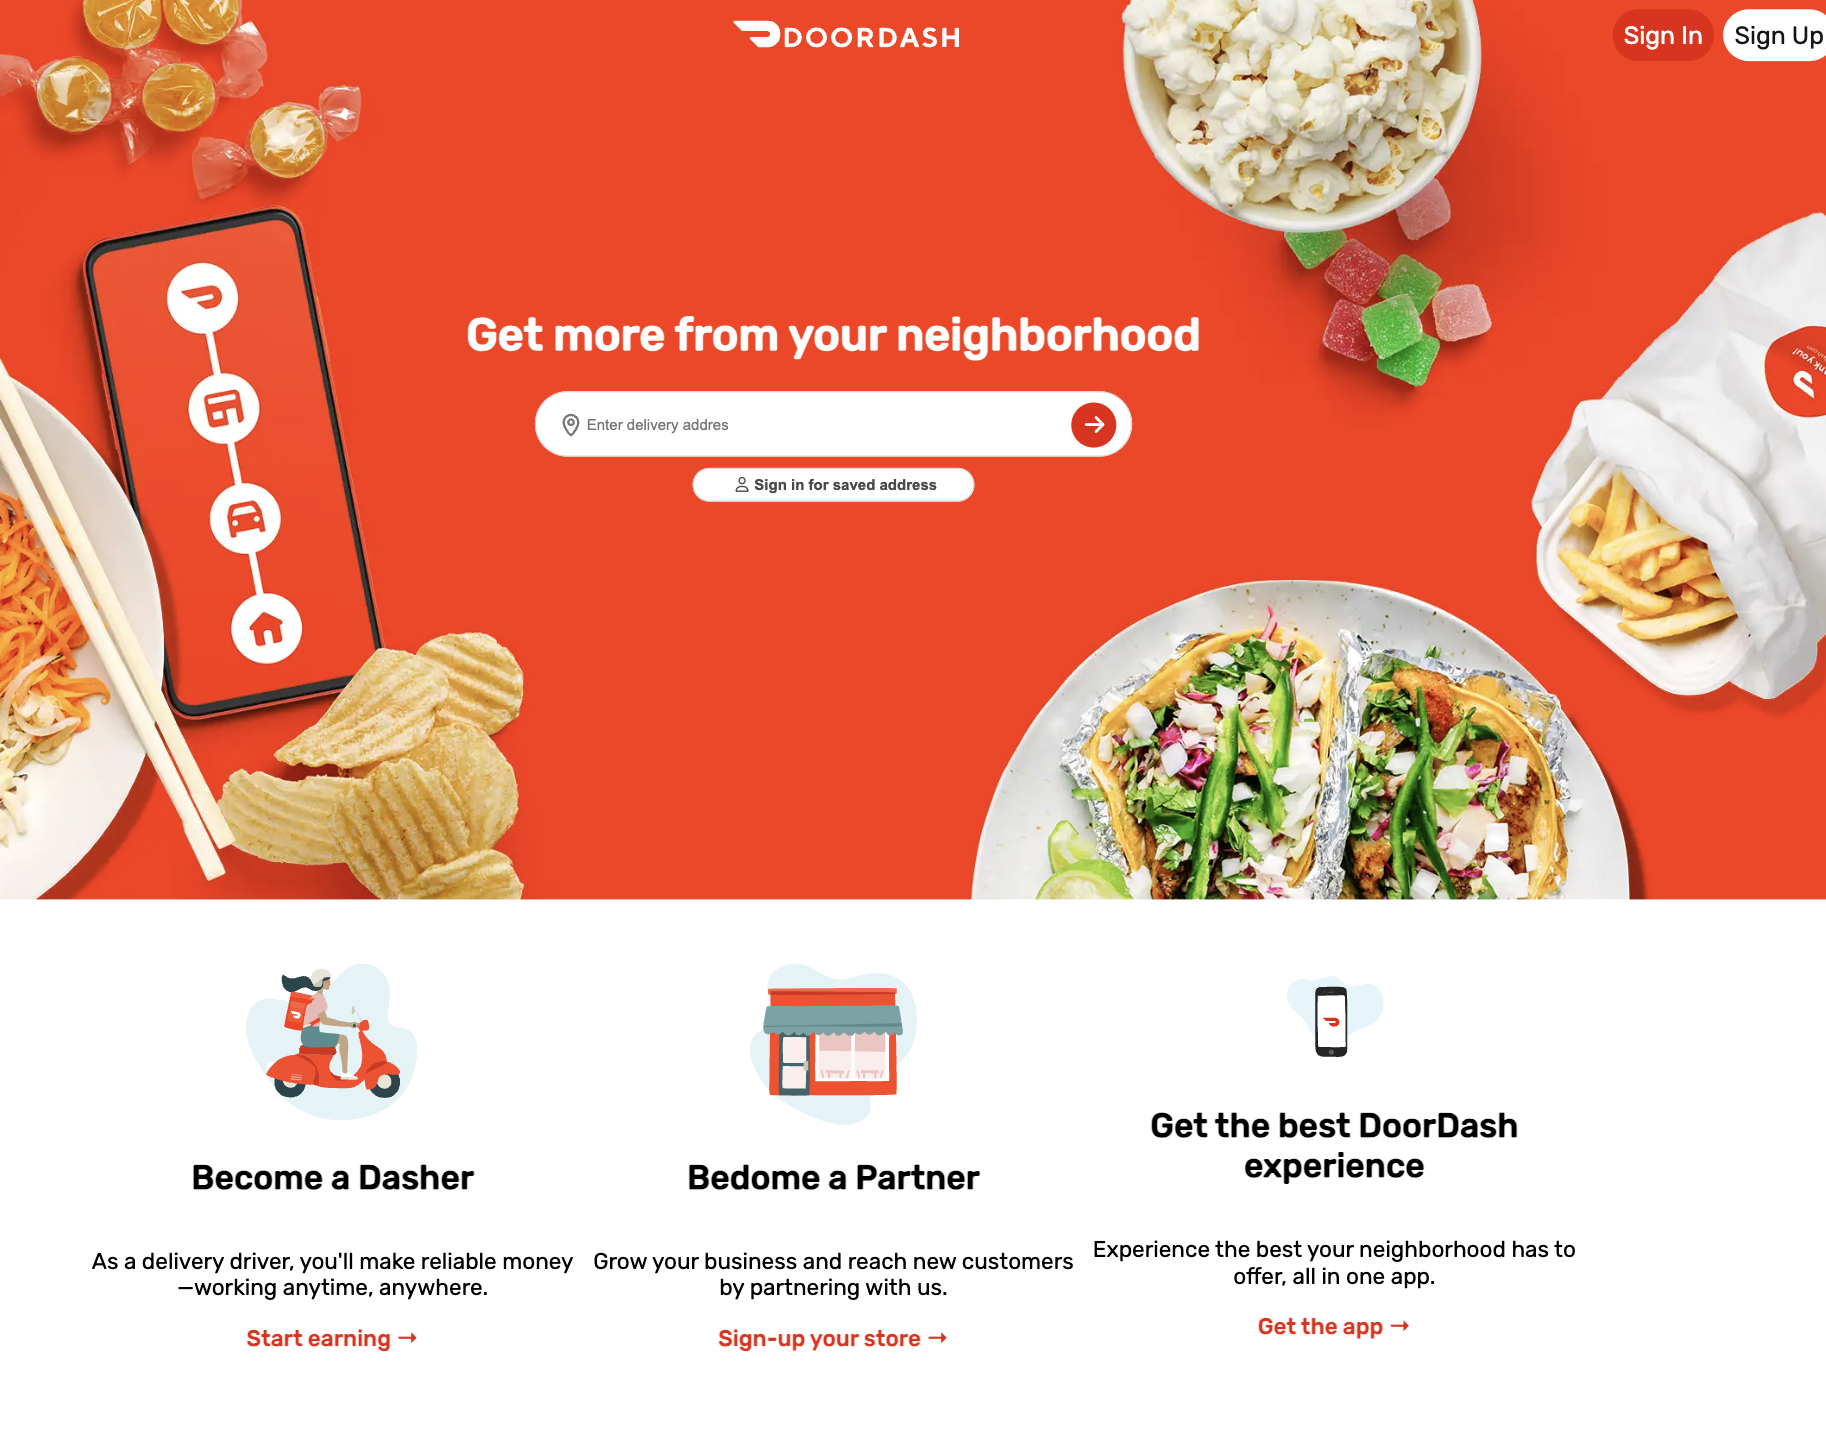 DOORDASH
Sign In
Sign Up
Get more from your neighborhood
Enter delivery addres
Sign in for saved address
Become a Dasher
As a delivery driver, you'll make reliable money
—working anytime, anywhere.
Start earning →
Bedome a Partner
Grow your business and reach new customers
by partnering with us.
Sign-up your store →
Get the best DoorDash
experience
Experience the best your neighborhood has to
offer, all in one app.
Get the app →